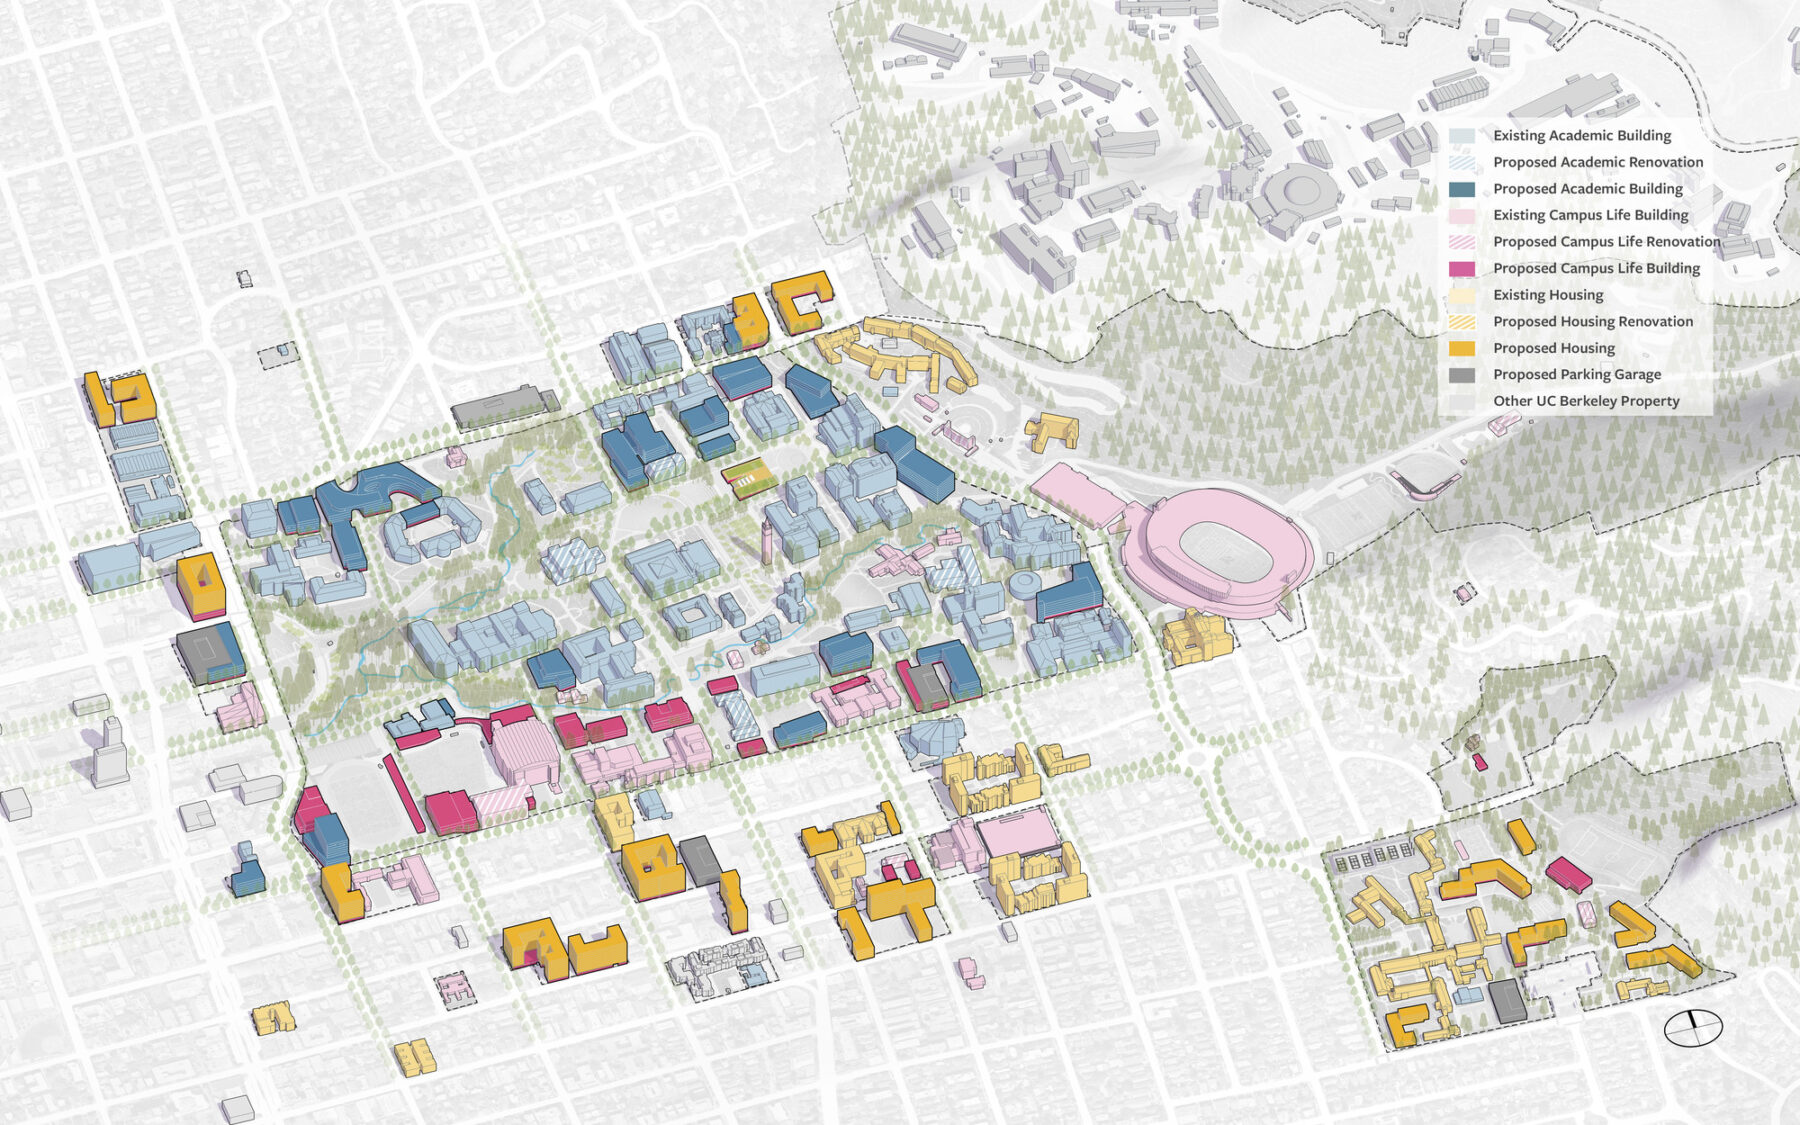 Existing Academic Building
Proposed Academic Renovation
Proposed Academic Building
Existing Campus Life Building
Proposed Campus Life Renovation
Proposed Campus Life Building
Existing Housing
Proposed Housing Renovation
Proposed Housing
Proposed Parking Garage
Other UC Berkeley Property